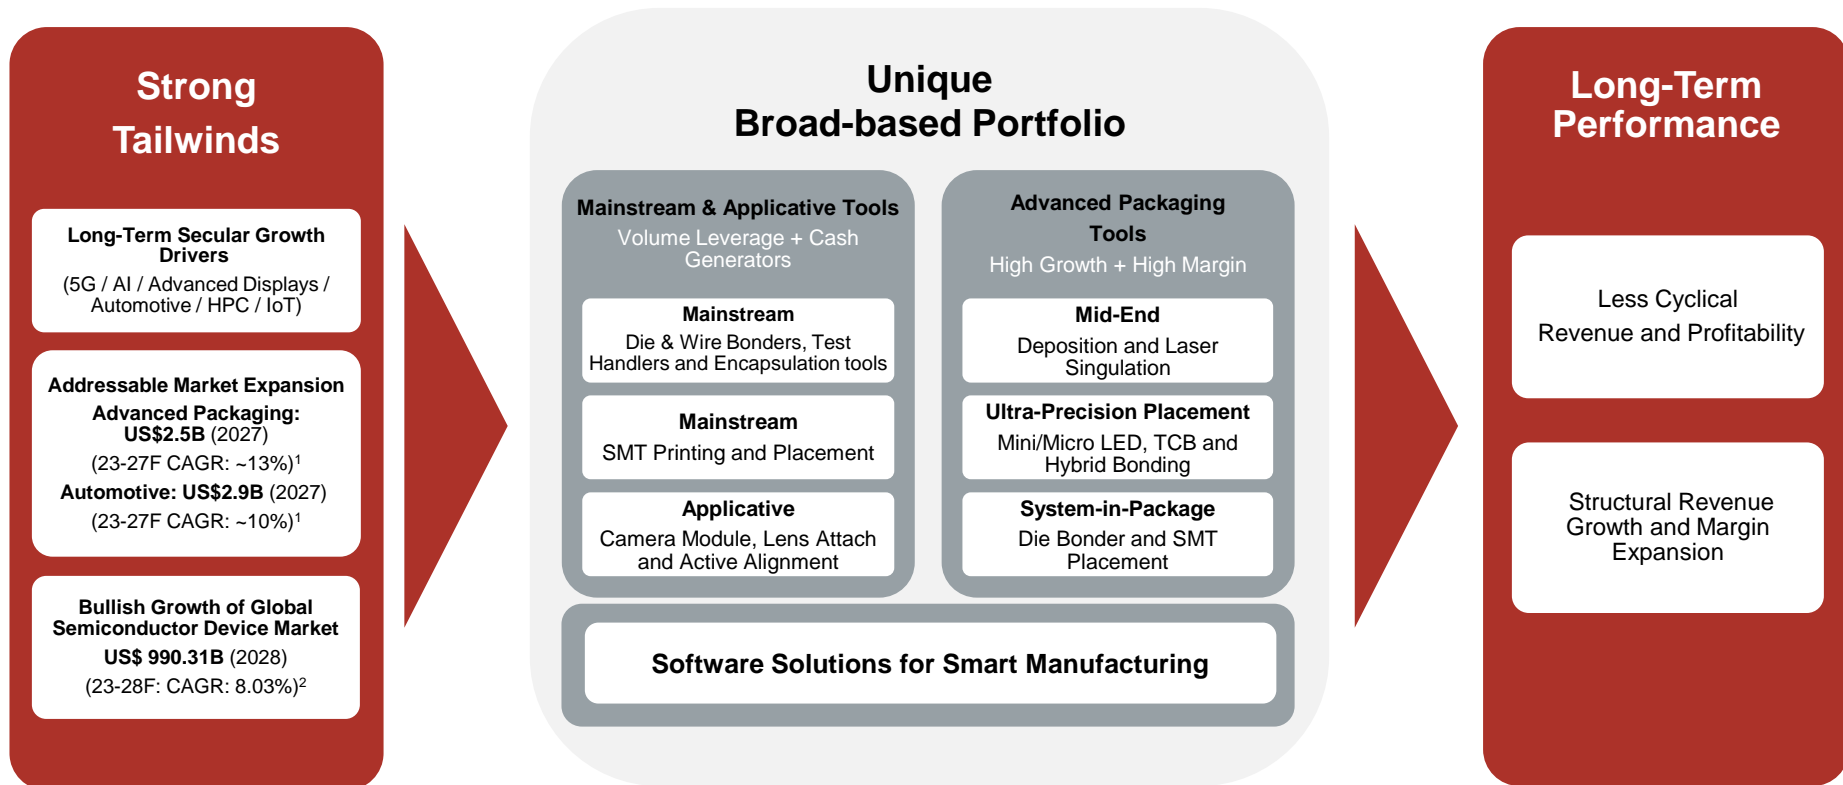 Strong
Tailwinds
Long-Term Secular Growth
Drivers
(5G / AI / Advanced Displays /
Automotive / HPC / IoT)
Addressable Market Expansion
Advanced Packaging:
US$2.5B (2027)
(23-27F CAGR: ~13%)¹
Automotive: US$2.9B (2027)
(23-27F CAGR: ~10%)¹
Bullish Growth of Global
Semiconductor Device Market
US$ 990.31B (2028)
(23-28F: CAGR: 8.03%)²
Unique
Broad-based Portfolio
Mainstream & Applicative Tools
Volume Leverage + Cash
Generators
Mainstream
Die & Wire Bonders, Test
Handlers and Encapsulation tools
Mainstream
SMT Printing and Placement
Applicative
Camera Module, Lens Attach
and Active Alignment
Advanced Packaging
Tools
High Growth + High Margin
Mid-End
Deposition and Laser
Singulation
Ultra-Precision Placement
Mini/Micro LED, TCB and
Hybrid Bonding
System-in-Package
Die Bonder and SMT
Placement
Software Solutions for Smart Manufacturing
Long-Term
Performance
Less Cyclical
Revenue and Profitability
Structural Revenue
Growth and Margin
Expansion